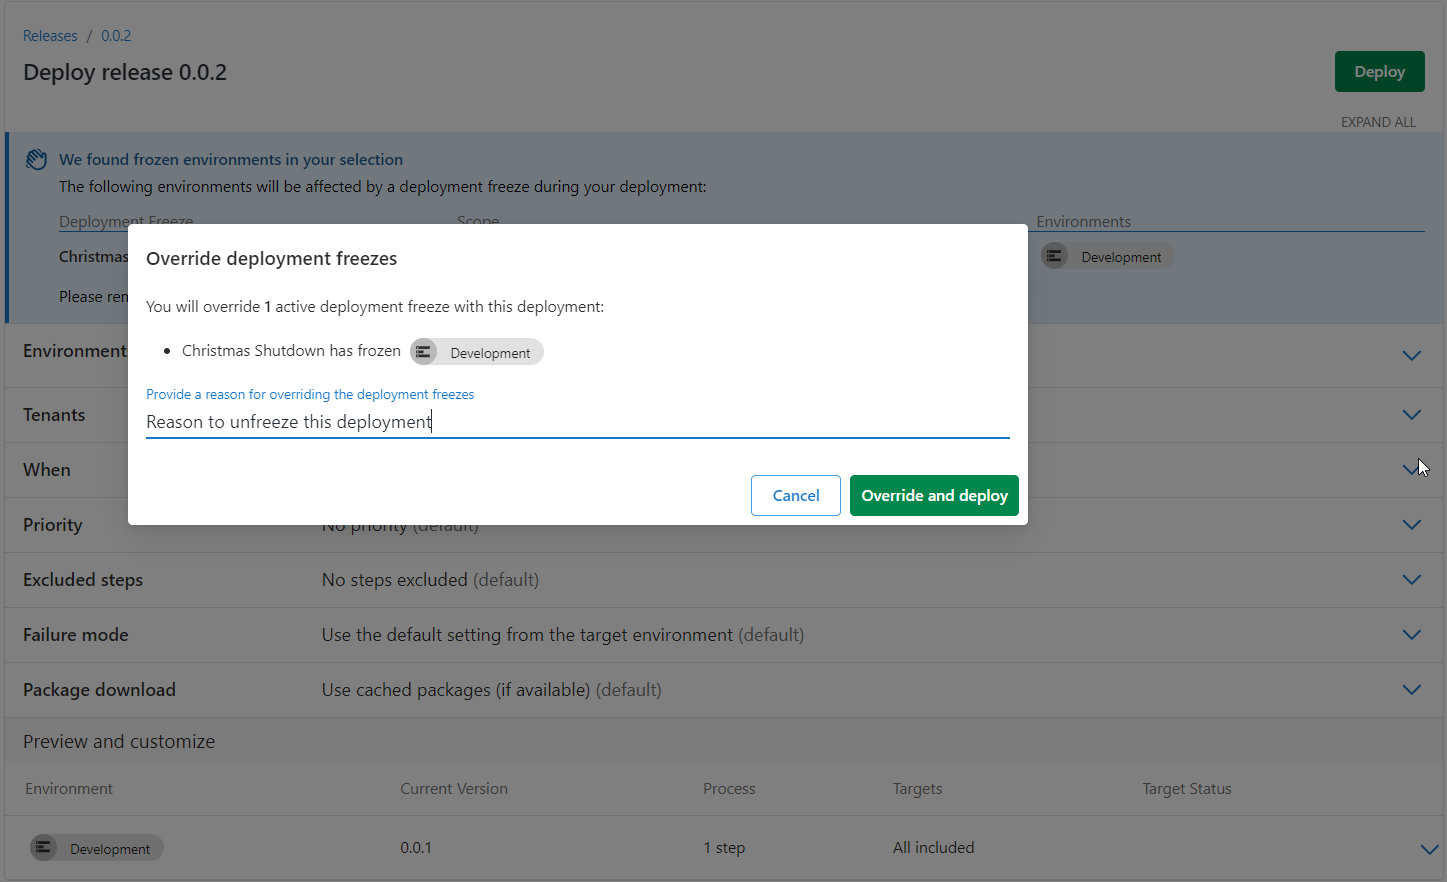 Releases / 0.0.2
Deploy release 0.0.2
Deploy
EXPAND ALL
We found frozen environments in your selection
The following environments will be affected by a deployment freeze during your deployment:
Deployment Freeze Scope Environments
Christmas Development
Please
Override deployment freezes
You will override 1 active deployment freeze with this deployment:
• Christmas Shutdown has frozen Development
Provide a reason for overriding the deployment freezes
Reason to unfreeze this deployment
Cancel
Override and deploy
Environment
Tenants
When
Priority No priority (default)
Excluded steps No steps excluded (default)
Failure mode Use the default setting from the target environment (default)
Package download Use cached packages (if available) (default)
Preview and customize
Environment Current Version Process Targets Target Status
Development 0.0.1 1 step All included